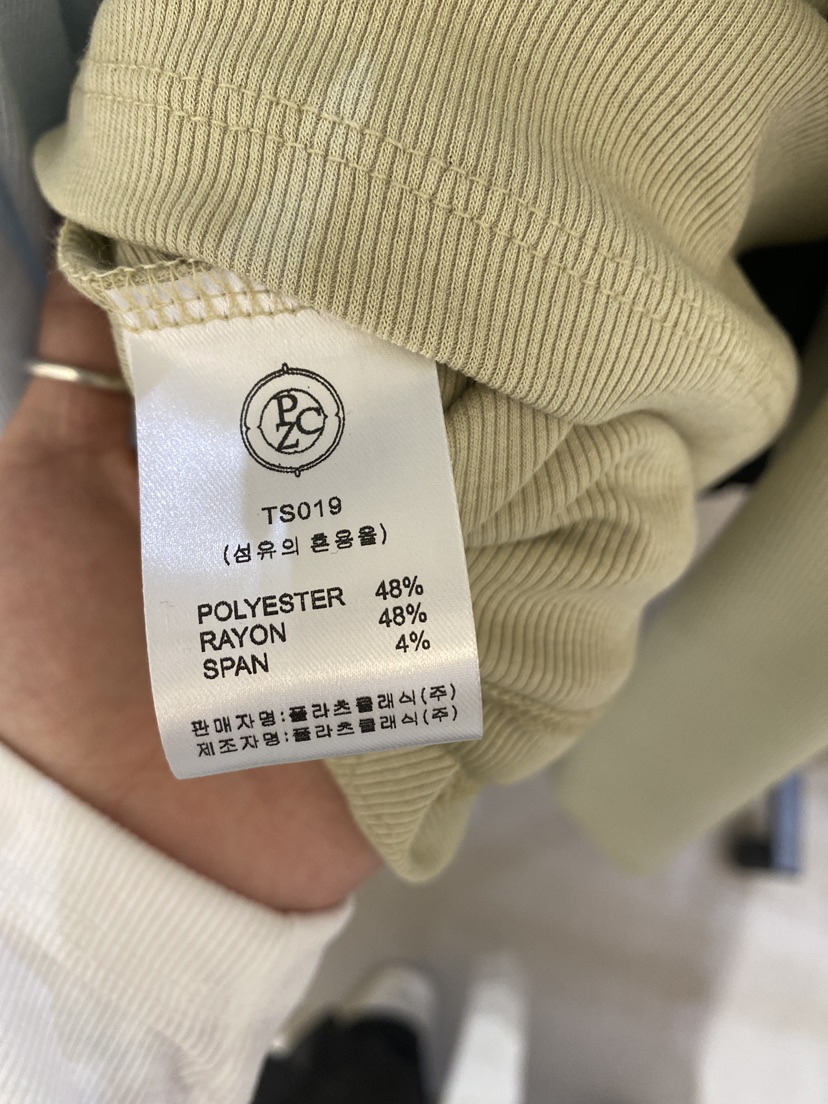 PZC
TS019
(섬유의 혼용율)
POLYESTER 48%
RAYON 48%
SPAN 4%
판매자명:플라츠클래식(주)
제조자명:플라츠클래식(주)